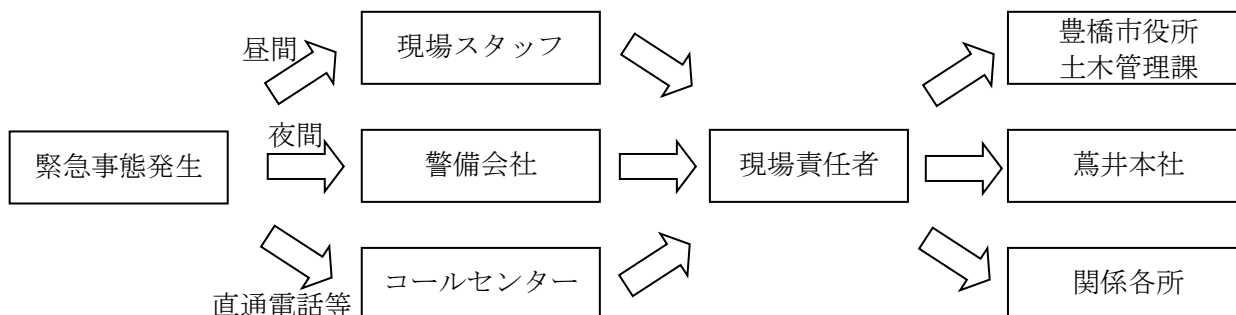 昼間
現場スタッフ
豊橋市役所
土木管理課
緊急事態発生
夜間
警備会社
現場責任者
蔦井本社
直通電話等
コールセンター
関係各所